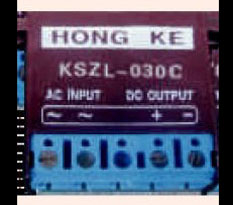 HONG KE
KSZL-030C
AC INPUT DC OUTPUT
~ ~ + -